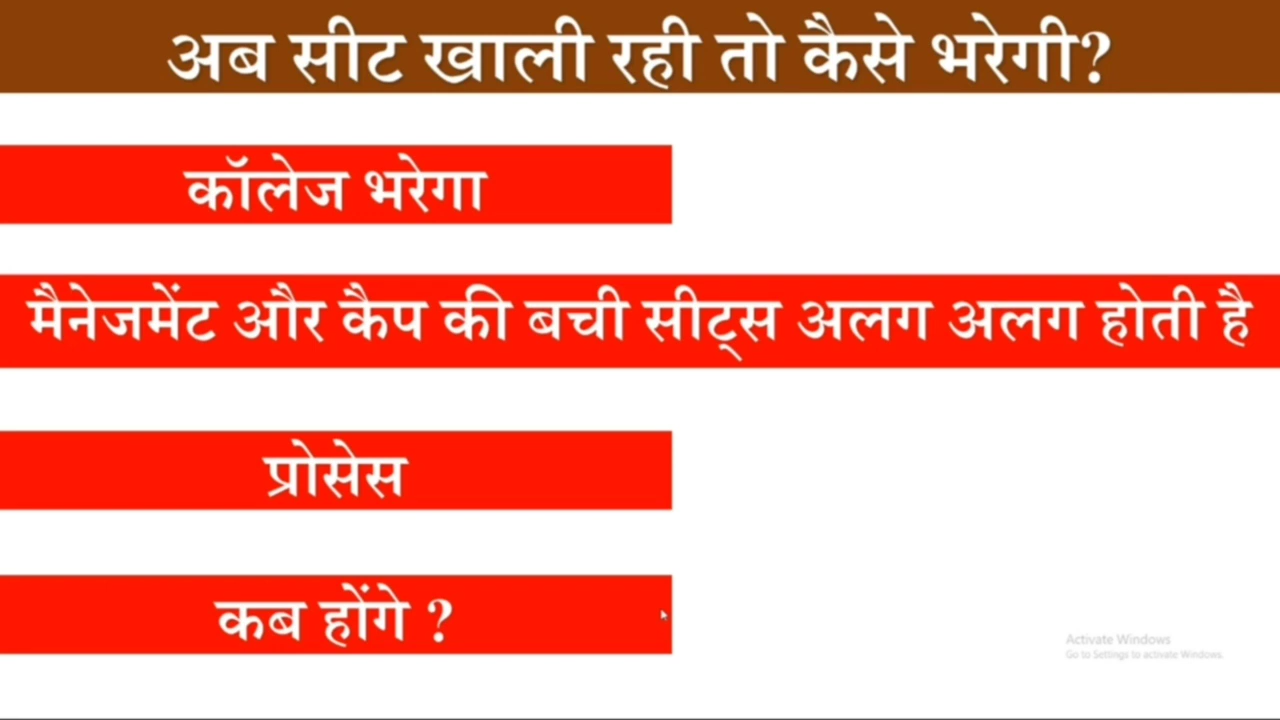 अब सीट खाली रही तो कैसे भरेगी?
कॉलेज भरेगा
मैनेजमेंट और कैप की बची सीट्स अलग अलग होती है
प्रोसेस
कब होंगे ?
Activate Windows
Go to Settings to activate Windows.